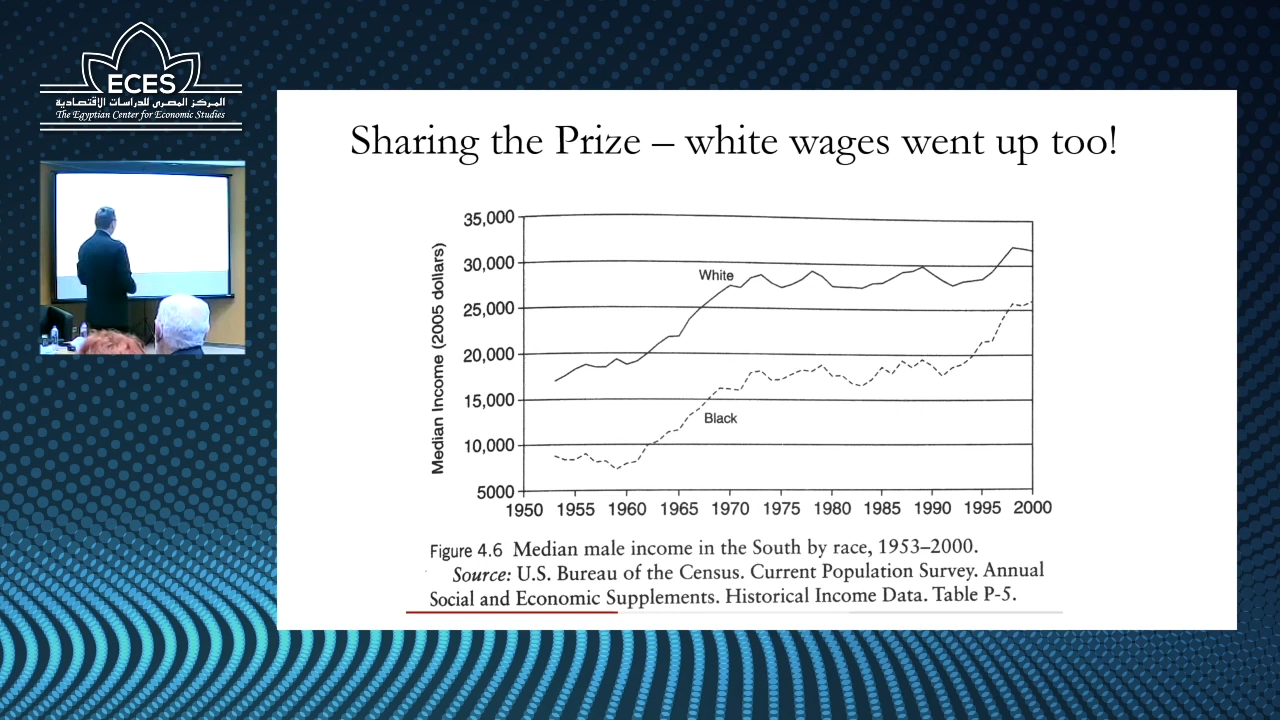 ECES
المركز المصرى للدراسات الاقتصادية
The Egyptian Center for Economic Studies
Sharing the Prize – white wages went up too!
35,000
30,000
25,000
20,000
15,000
10,000
5000
Median Income (2005 dollars)
White
Black
1950 1955 1960 1965 1970 1975 1980 1985 1990 1995 2000
Figure 4.6 Median male income in the South by race, 1953–2000.
Source: U.S. Bureau of the Census. Current Population Survey. Annual
Social and Economic Supplements. Historical Income Data. Table P-5.